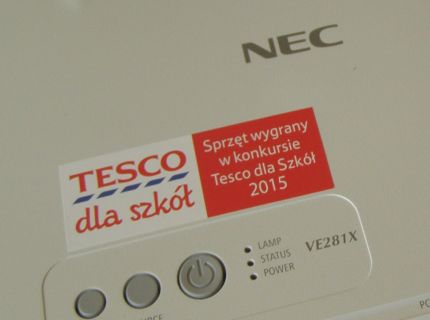 NEC
TESCO
dla szkół
Sprzęt wygrany
w konkursie
Tesco dla Szkół
2015
LAMP
STATUS
POWER
VE281X